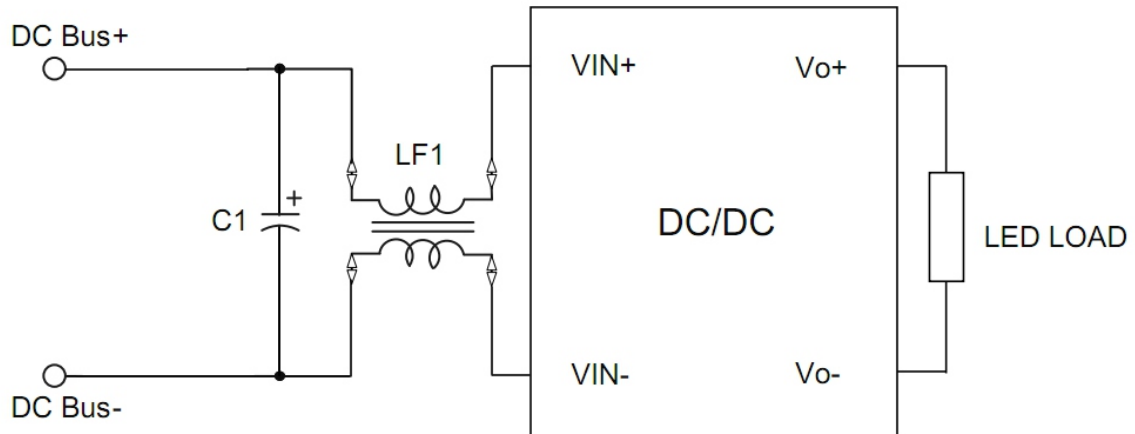 DC Bus+
VIN+
Vo+
LF1
C1
+
DC/DC
LED LOAD
VIN-
Vo-
DC Bus-